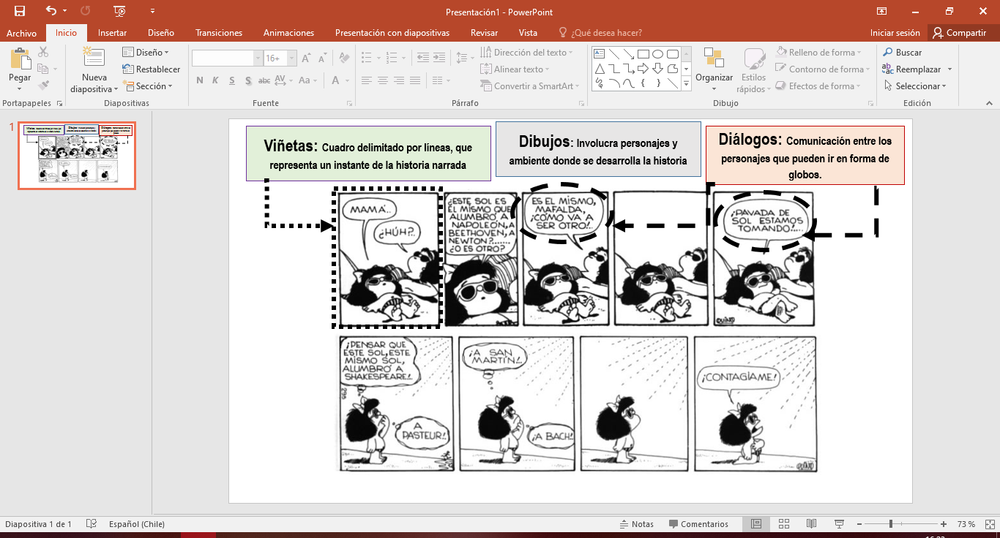 Presentación1 - PowerPoint
Archivo
Inicio
Insertar
Diseño
Transiciones
Animaciones
Presentación con diapositivas
Revisar
Vista
¿Qué desea hacer?
Iniciar sesión
Compartir
Pegar
Portapapeles
Nueva
diapositiva
Diseño
Restablecer
Sección
Diapositivas
16+
A A
N K S S abc AV Aa A
Fuente
Dirección del texto
Alinear texto
Convertir a SmartArt
Párrafo
Organizar
Estilos
rápidos
Relleno de forma
Contorno de forma
Efectos de forma
Dibujo
Buscar
Reemplazar
Seleccionar
Edición
1
Viñetas: Cuadro delimitado por líneas, que
representa un instante de la historia narrada
Dibujos: Involucra personajes y
ambiente donde se desarrolla la historia
Diálogos: Comunicación entre los
personajes que pueden ir en forma de
globos.
MAMÁ..
¿HÚH?..
¿ESTE SOL ES
EL MISMO QUE
ALUMBRÓ A
NAPOLEÓN, A
BEETHOVEN, A
NEWTON?......
¿O ES OTRO?
ES EL MISMO,
MAFALDA,
¡CÓMO VA A
SER OTRO!..
¡PAVADA DE
SOL ESTAMOS
TOMANDO!....
QUINO
¡PENSAR QUE
ESTE SOL, ESTE
MISMO SOL,
ALUMBRÓ A
SHAKESPEARE!..
A
PASTEUR!..
¡A SAN
MARTÍN!..
¡A BACH!
¡CONTAGÍAME!
QUINO
Diapositiva 1 de 1
Español (Chile)
Notas
Comentarios
73 %